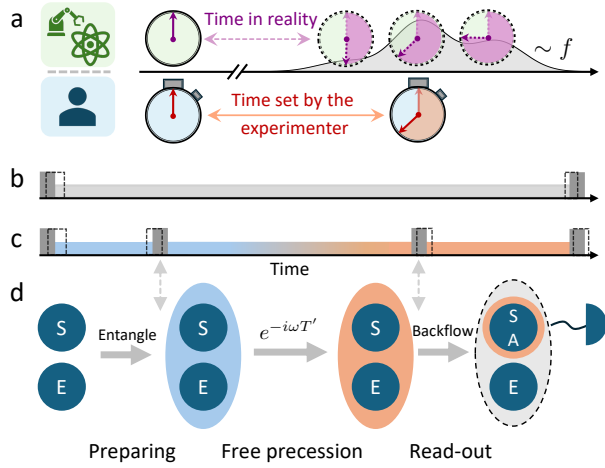 a
Time in reality
∼ f
Time set by the
experimenter
b
c
Time
d
S
E
Entangle
S
E
e^{-iωT′}
S
E
Backflow
S
A
E
Preparing
Free precession
Read-out